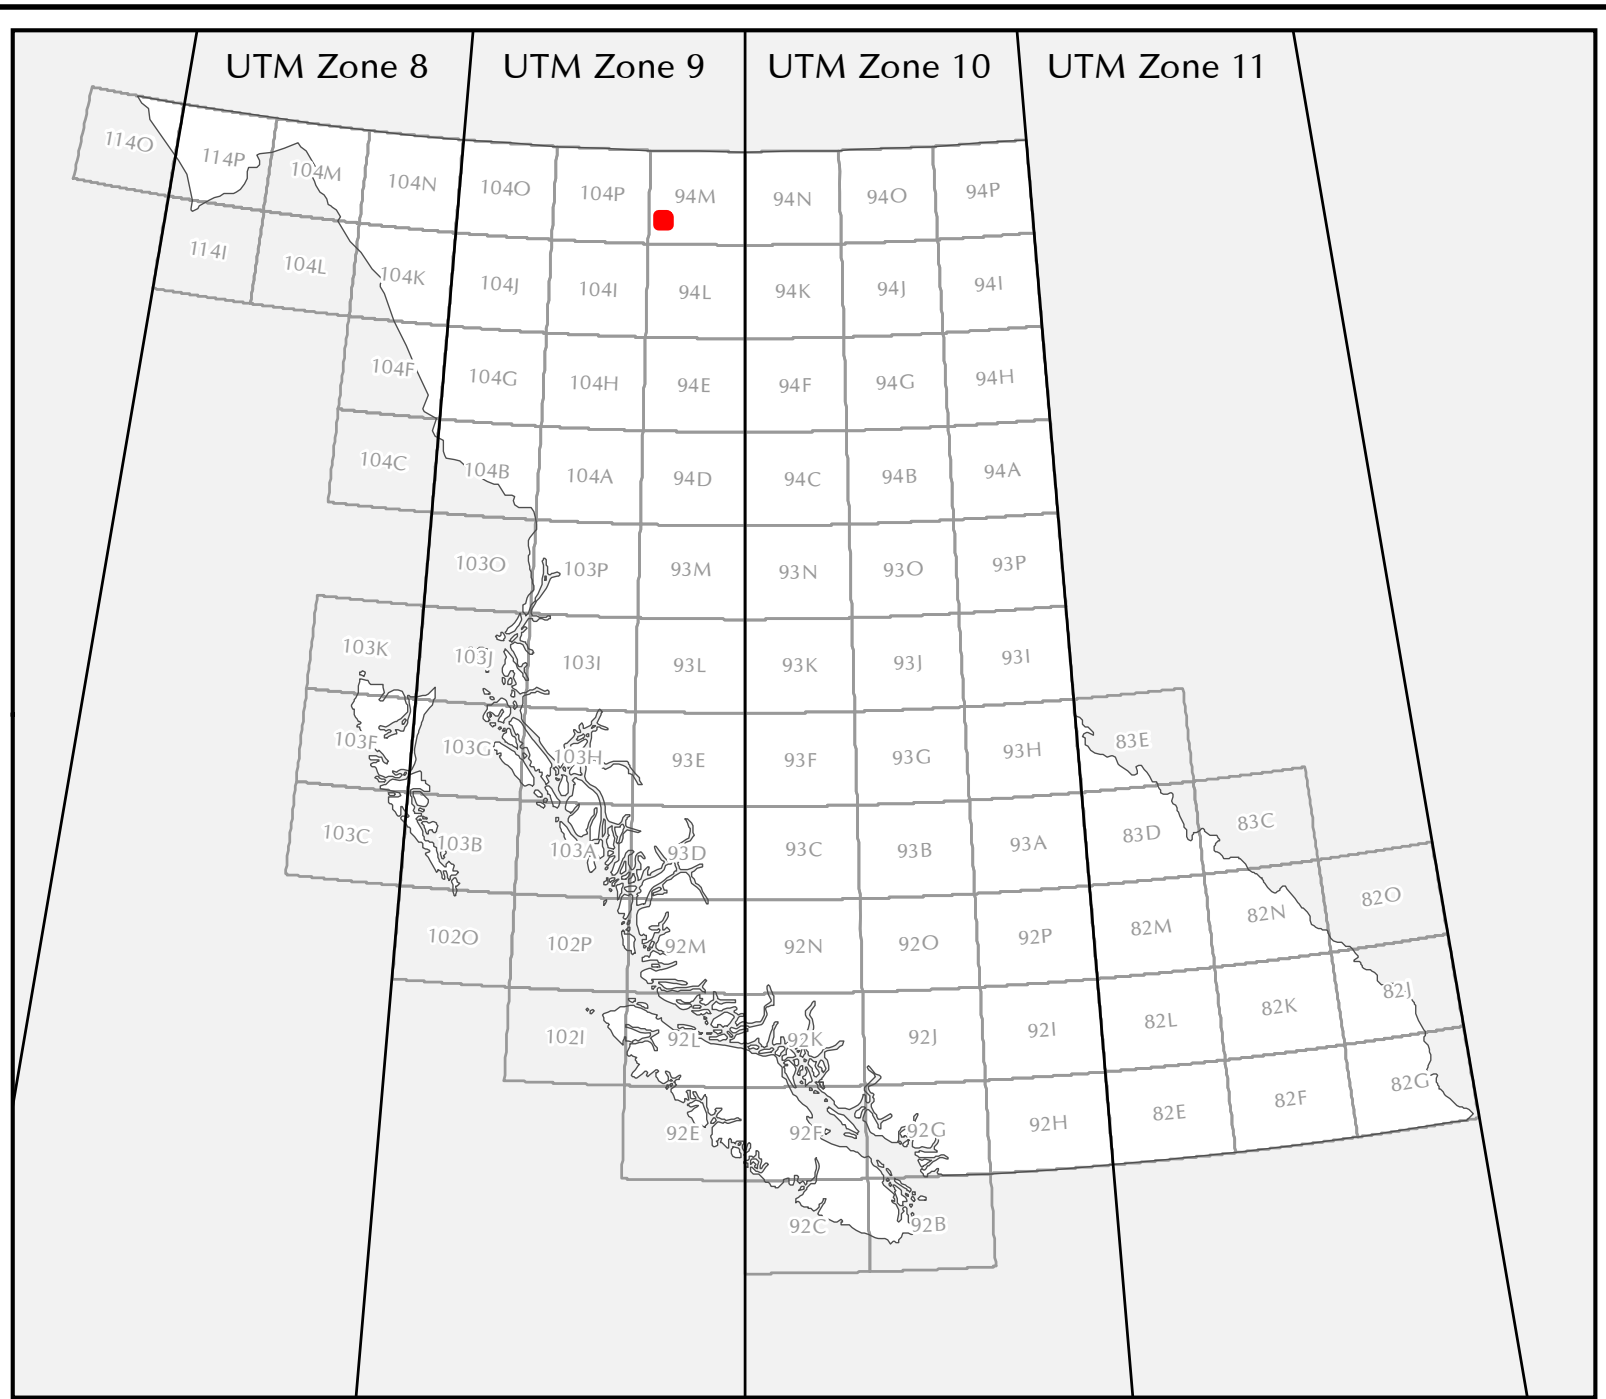 UTM Zone 8 UTM Zone 9 UTM Zone 10 UTM Zone 11
114O 114P 104M 104N 104O 104P 94M 94N 94O 94P
114I 104L 104K 104J 104I 94L 94K 94J 94I
104F 104G 104H 94E 94F 94G 94H
104C 104B 104A 94D 94C 94B 94A
103O 103P 93M 93N 93O 93P
103K 103J 103I 93L 93K 93J 93I
103F 103G 103H 93E 93F 93G 93H 83E
103C 103B 103A 93D 93C 93B 93A 83D 83C
102O 102P 92M 92N 92O 92P 82M 82N 82O
102I 92L 92K 92J 92I 82L 82K 82J
92E 92F 92G 92H 82E 82F 82G
92C 92B